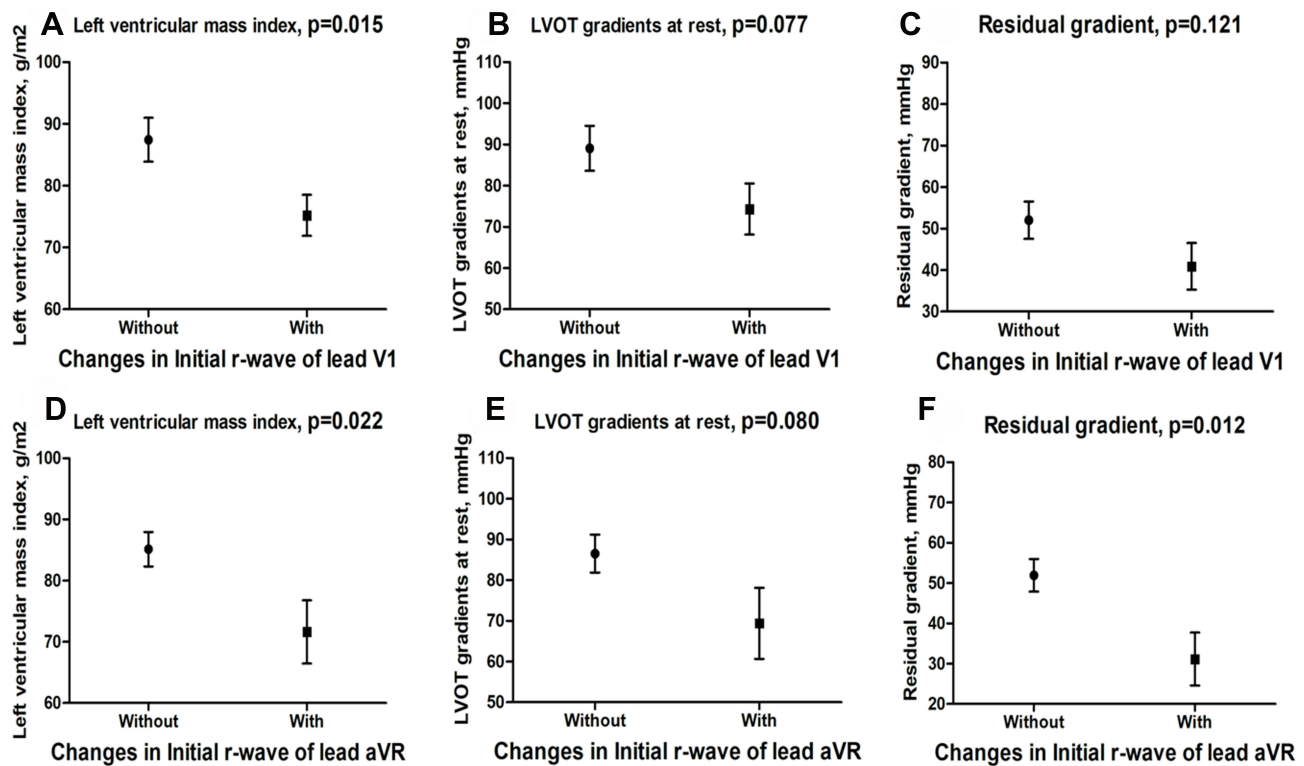 A Left ventricular mass index, p=0.015
Left ventricular mass index, g/m2
100
90
80
70
60
Without With
Changes in Initial r-wave of lead V1
B LVOT gradients at rest, p=0.077
LVOT gradients at rest, mmHg
110
100
90
80
70
60
50
Without With
Changes in Initial r-wave of lead V1
C Residual gradient, p=0.121
Residual gradient, mmHg
90
80
70
60
50
40
30
Without With
Changes in Initial r-wave of lead V1
D Left ventricular mass index, p=0.022
Left ventricular mass index, g/m2
100
90
80
70
60
Without With
Changes in Initial r-wave of lead aVR
E LVOT gradients at rest, p=0.080
LVOT gradients at rest, mmHg
110
100
90
80
70
60
50
Without With
Changes in Initial r-wave of lead aVR
F Residual gradient, p=0.012
Residual gradient, mmHg
80
70
60
50
40
30
20
Without With
Changes in Initial r-wave of lead aVR